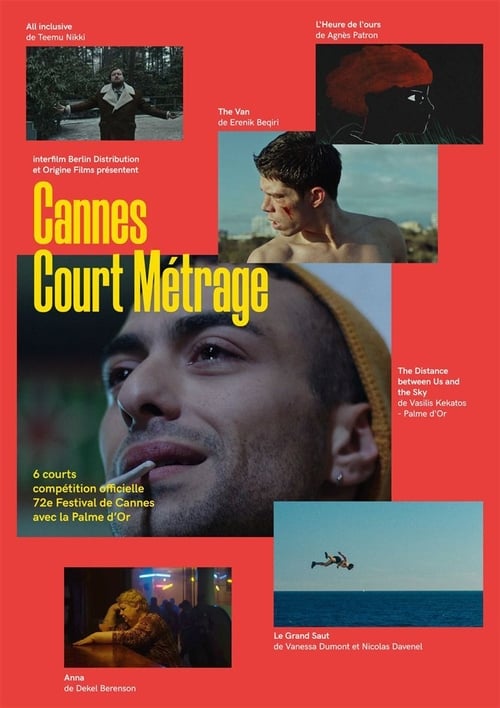 All inclusive
de Teemu Nikki
L'Heure de l'ours
de Agnès Patron
The Van
de Erenik Beqiri
interfilm Berlin Distribution
et Origine Films présentent
Cannes
Court Métrage
The Distance
between Us and
the Sky
de Vasilis Kekatos
- Palme d'Or
6 courts
compétition officielle
72e Festival de Cannes
avec la Palme d'Or
Le Grand Saut
de Vanessa Dumont et Nicolas Davenel
Anna
de Dekel Berenson